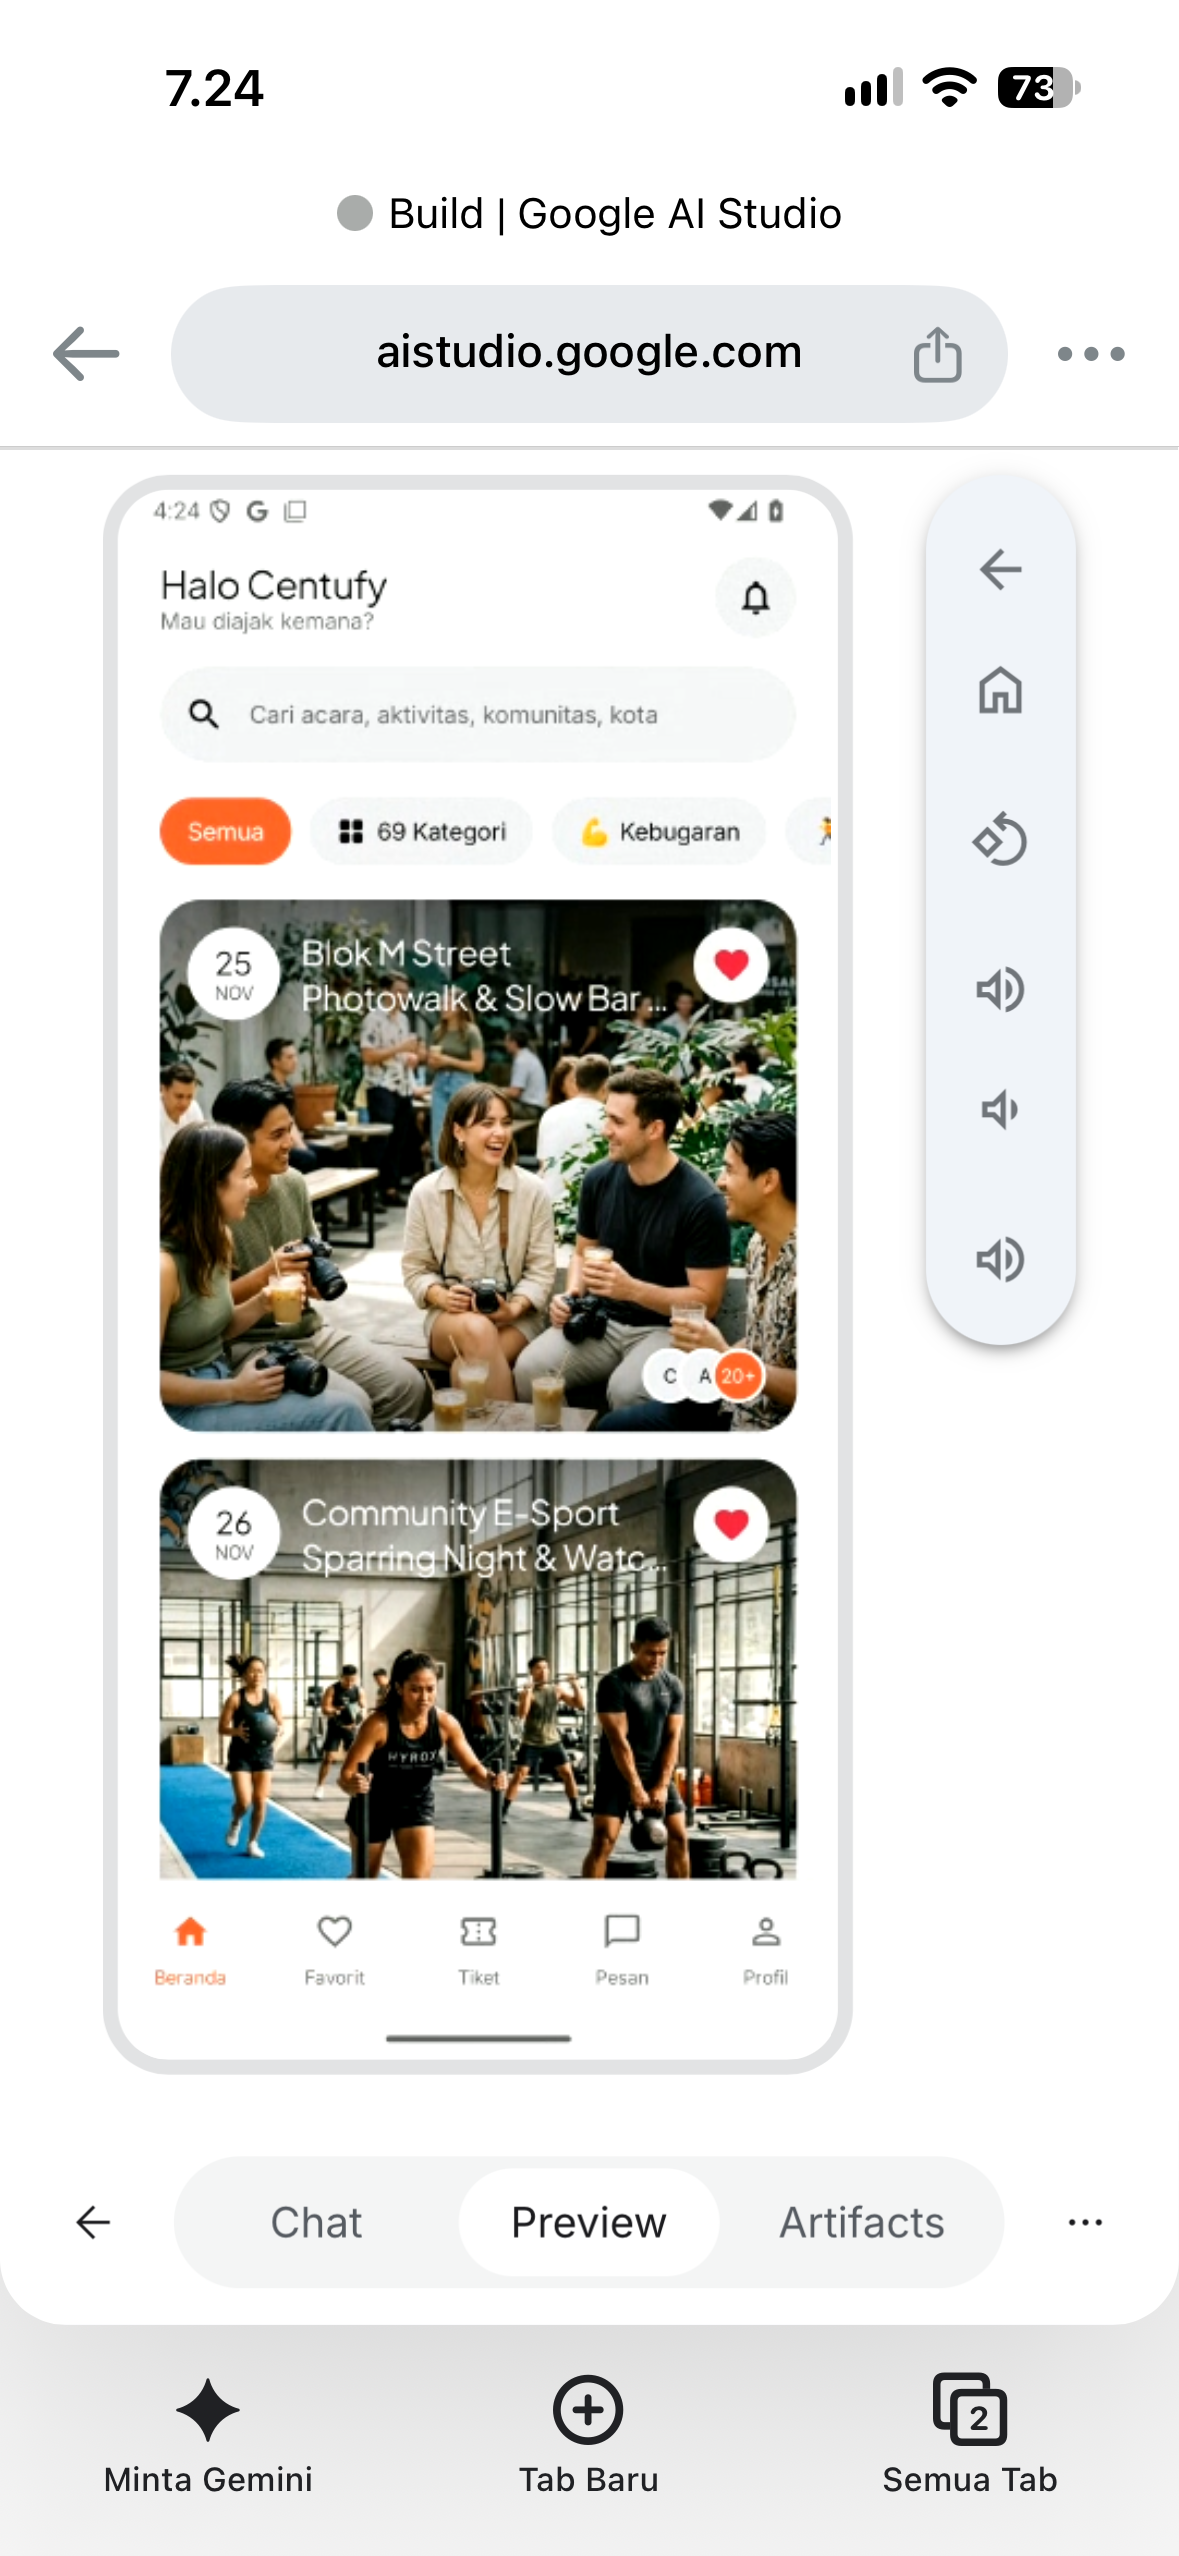 7.24
73
Build | Google AI Studio
aistudio.google.com
4:24 G
Halo Centufy
Mau diajak kemana?
Cari acara, aktivitas, komunitas, kota
Semua
69 Kategori
Kebugaran
25
NOV
Blok M Street
Photowalk & Slow Bar ...
C A 20+
26
NOV
Community E-Sport
Sparring Night & Watc...
HYROX
Beranda Favorit Tiket Pesan Profil
Chat Preview Artifacts
2
Minta Gemini Tab Baru Semua Tab